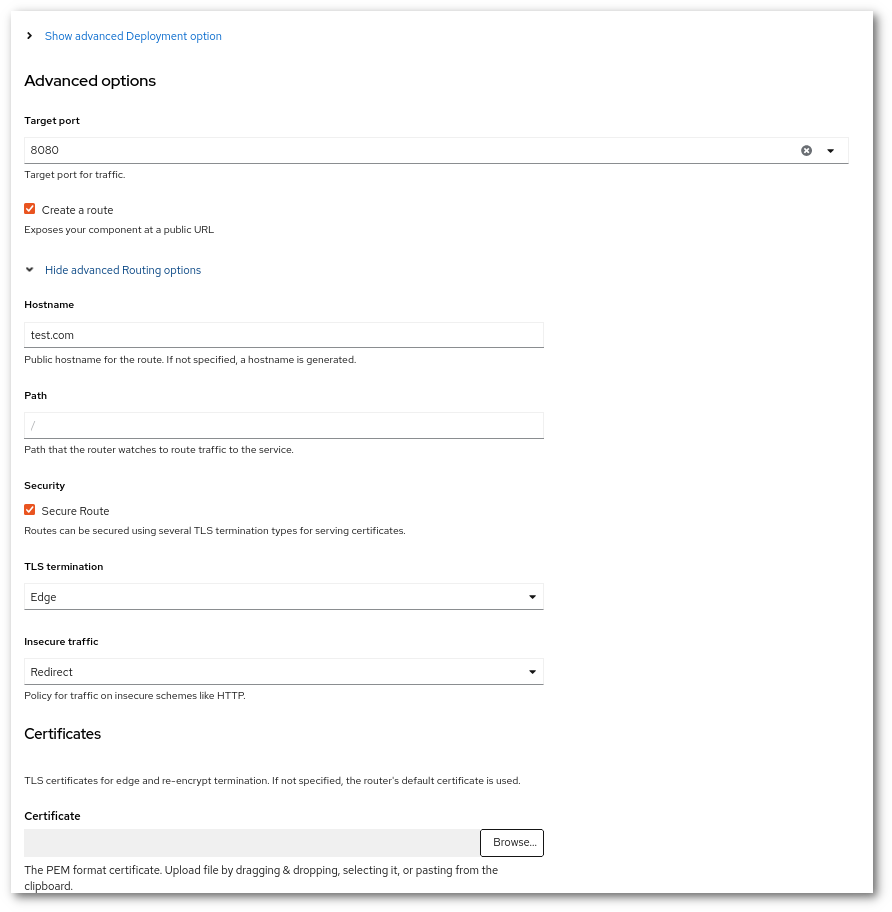 Show advanced Deployment option
Advanced options
Target port
8080
Target port for traffic.
Create a route
Exposes your component at a public URL
Hide advanced Routing options
Hostname
test.com
Public hostname for the route. If not specified, a hostname is generated.
Path
/
Path that the router watches to route traffic to the service.
Security
Secure Route
Routes can be secured using several TLS termination types for serving certificates.
TLS termination
Edge
Insecure traffic
Redirect
Policy for traffic on insecure schemes like HTTP.
Certificates
TLS certificates for edge and re-encrypt termination. If not specified, the router's default certificate is used.
Certificate
Browse...
The PEM format certificate. Upload file by dragging & dropping, selecting it, or pasting from the
clipboard.